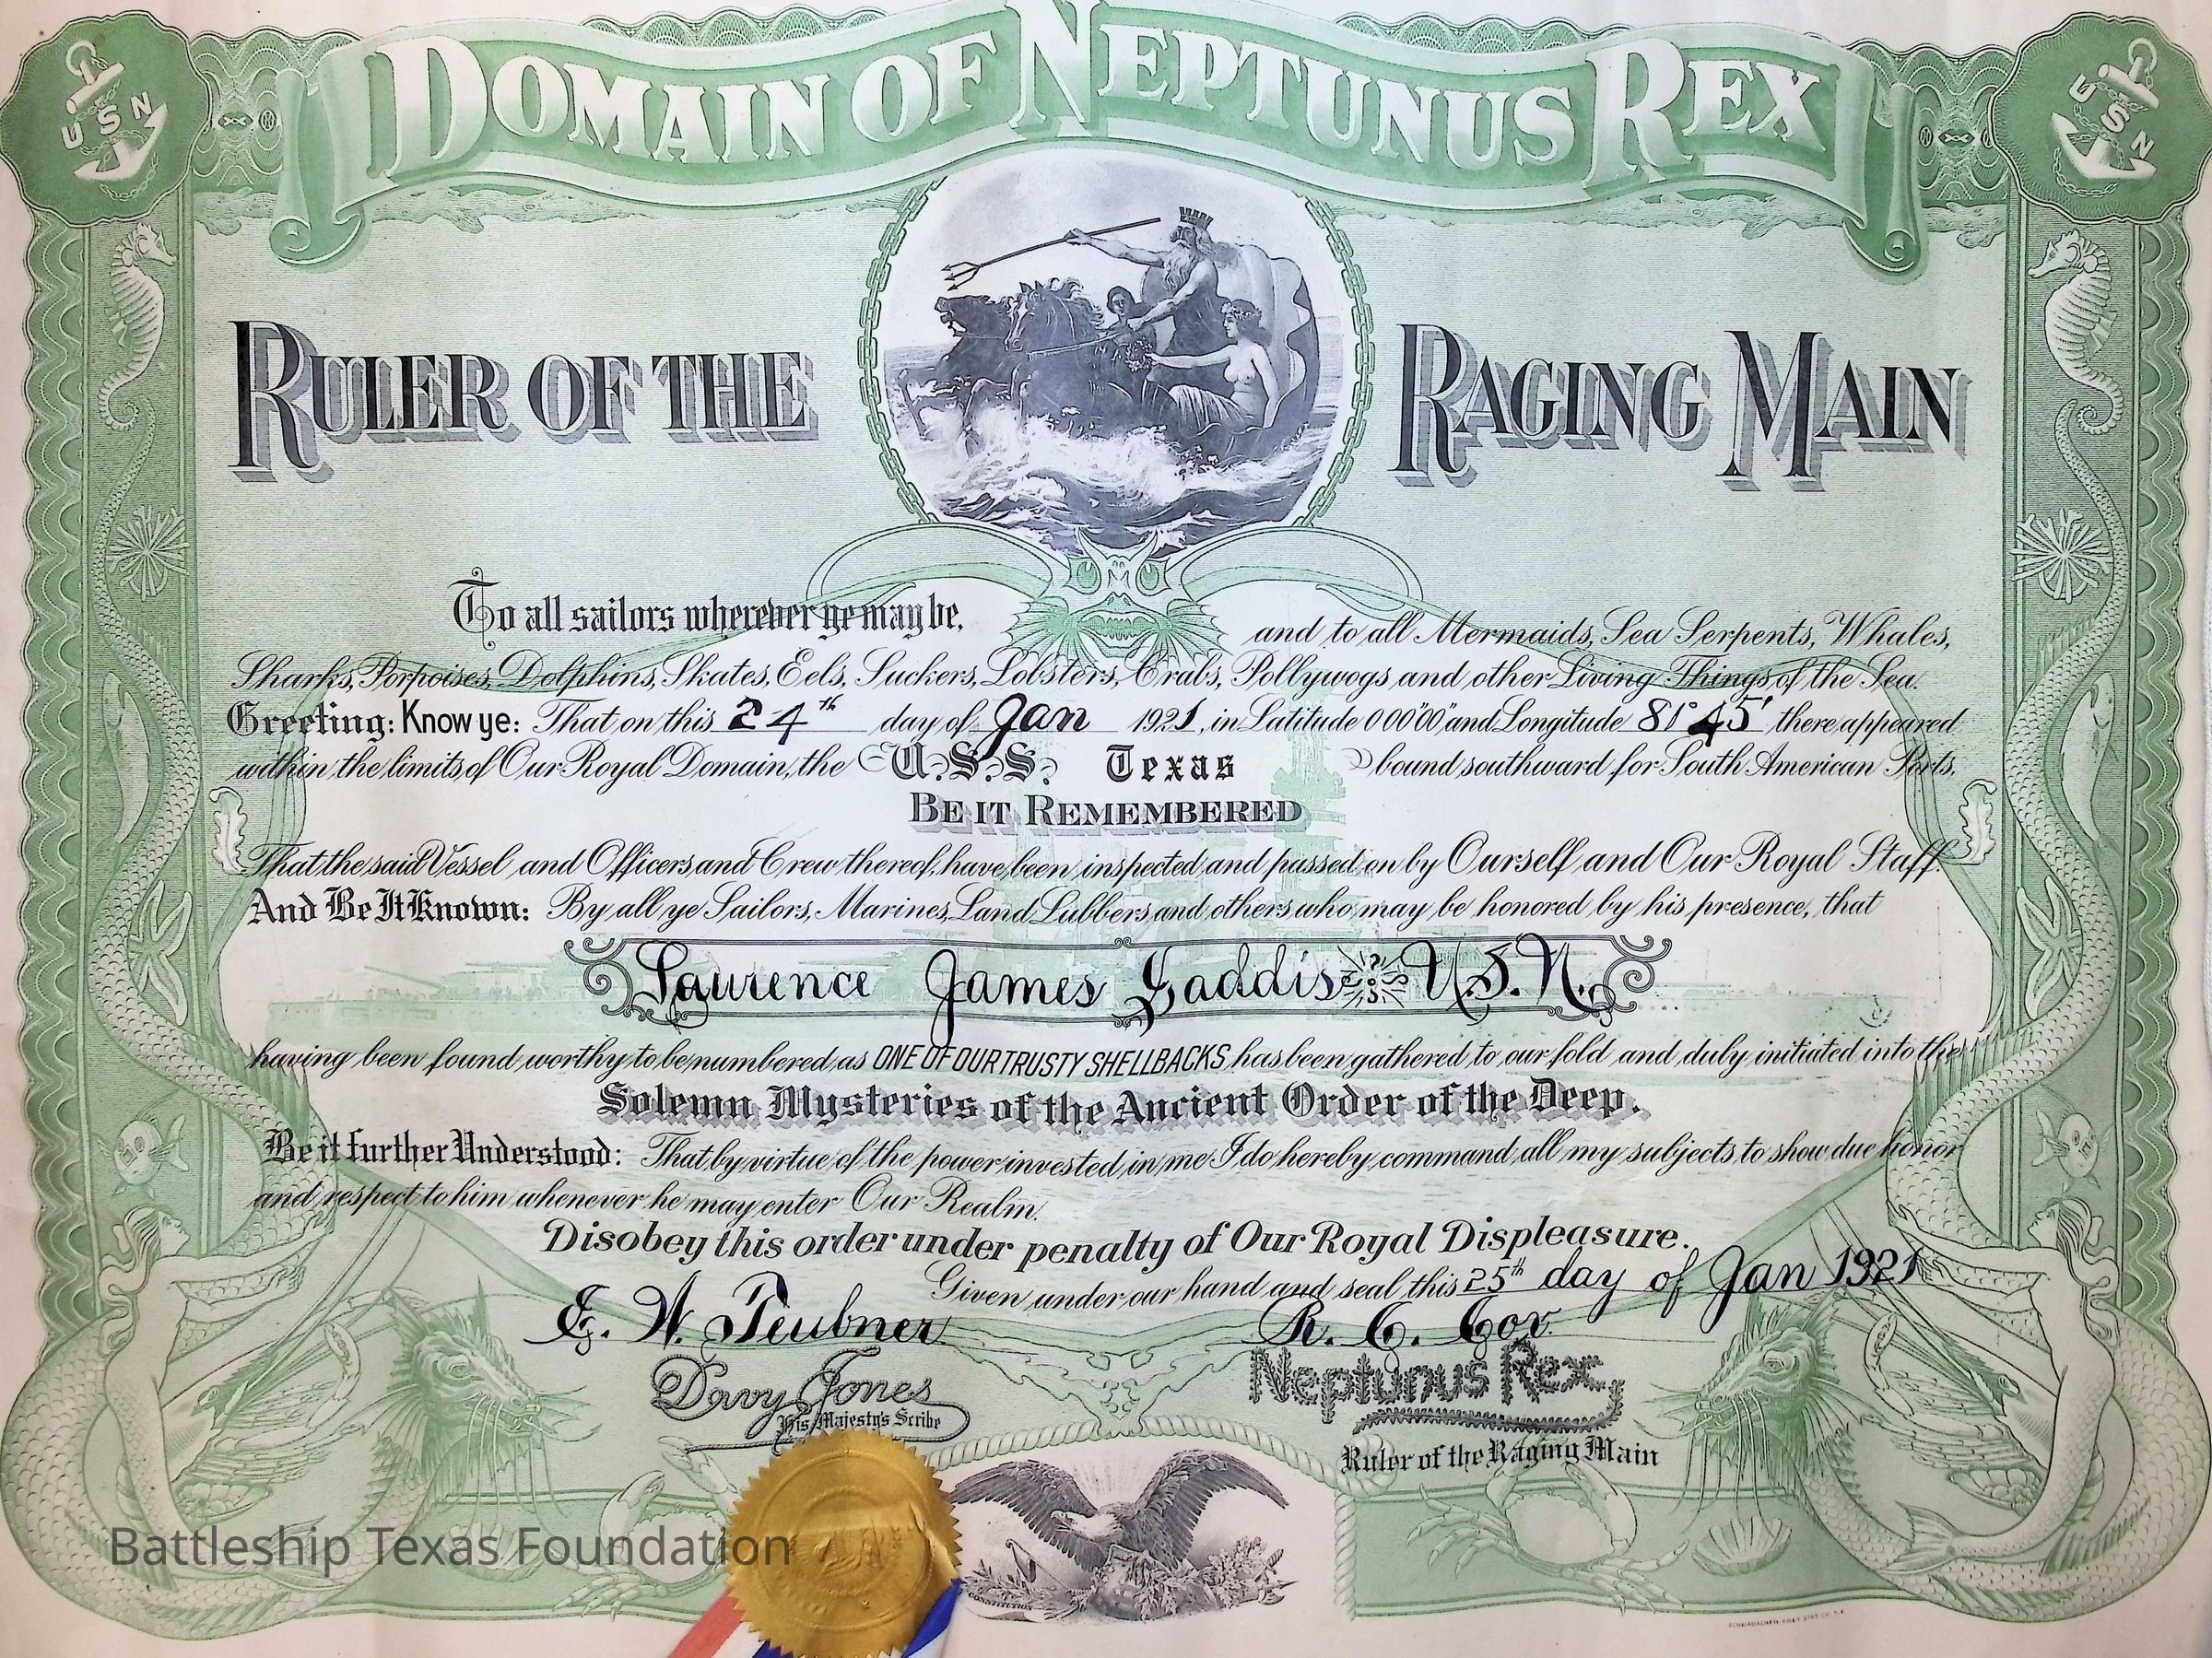 DOMAIN OF NEPTUNUS REX
USN
USN
RULER OF THE RAGING MAIN
To all sailors wherever ye may be, and to all Mermaids, Sea Serpents, Whales,
Sharks, Porpoises, Dolphins, Skates, Eels, Suckers, Lobsters, Crabs, Pollywogs and other Living Things of the Sea.
Greeting: Know ye: That on this 24th day of Jan 1921, in Latitude 000'00" and Longitude 81°45' there appeared
within the limits of Our Royal Domain, the U.S.S. Texas bound southward for South American Ports.
BE IT REMEMBERED
That the said Vessel and Officers and Crew thereof, have been inspected and passed on by Ourself and Our Royal Staff.
And Be It Known: By all ye Sailors, Marines, Land Lubbers and others who may be honored by his presence, that
Laurence James Gaddis U.S.N.
having been found worthy to be numbered as ONE OF OUR TRUSTY SHELLBACKS has been gathered to our fold and duly initiated into the
Solemn Mysteries of the Ancient Order of the Deep.
Be it further Understood: That by virtue of the power invested in me I do hereby command all my subjects to show due honor
and respect to him whenever he may enter Our Realm.
Disobey this order under penalty of Our Royal Displeasure.
Given under our hand and seal this 25th day of Jan 1921
E. W. Teubner R. C. Cox
Davy Jones Neptunus Rex
His Majesty's Scribe
Ruler of the Raging Main
Battleship Texas Foundation
CONSTITUTION